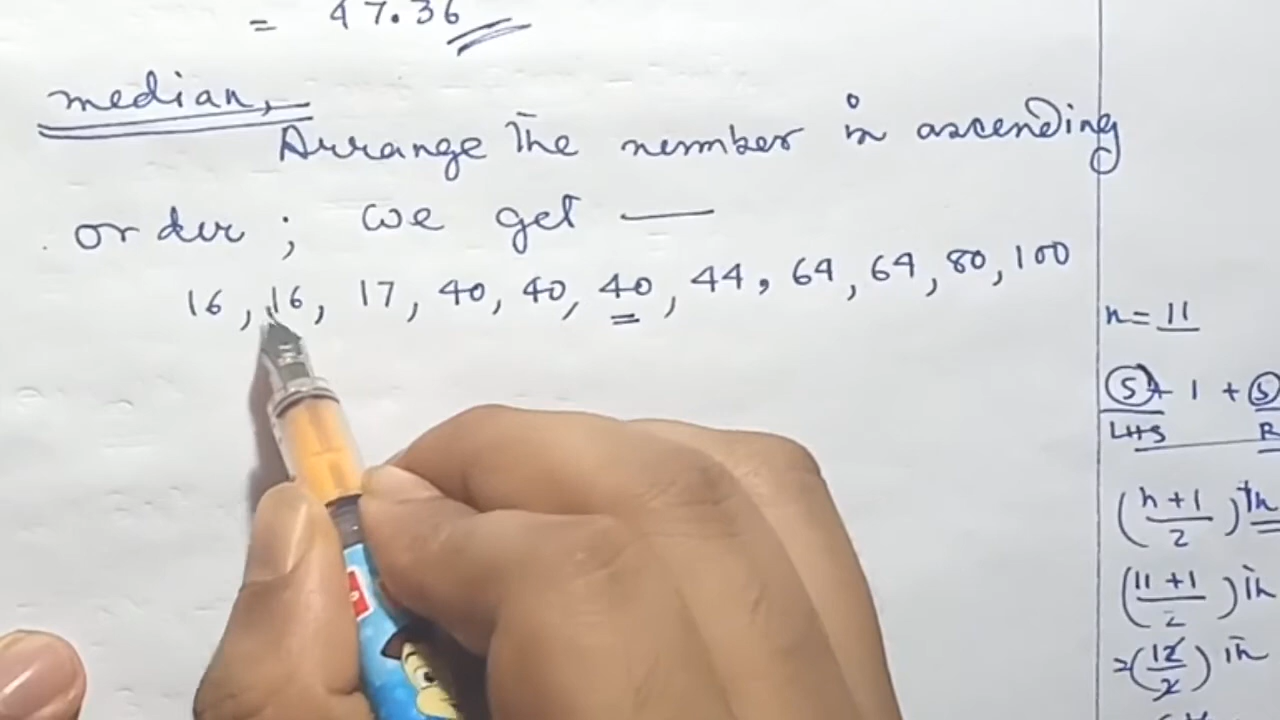 = 47.36
median,
Arrange the number in ascending
order ; we get —
16, 16, 17, 40, 40, 40, 44, 64, 64, 80, 100
n = 11
(5) + 1 + (5)
LHS R
(n+1/2)th
(11+1/2)th
=(12/2)th